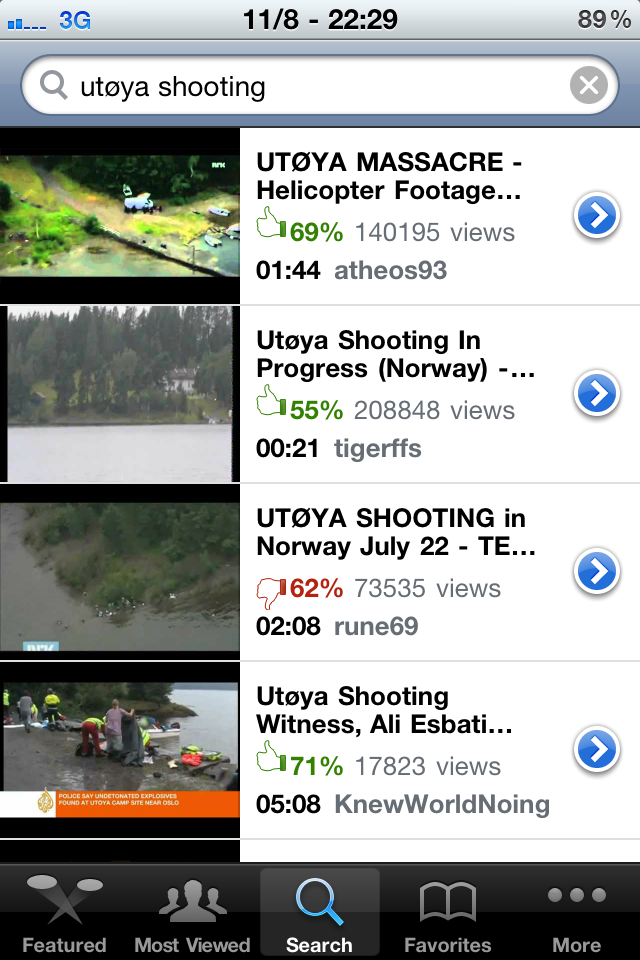 3G 11/8 - 22:29 89 %
utøya shooting
UTØYA MASSACRE -
Helicopter Footage...
69% 140195 views
01:44 atheos93
NRK
Utøya Shooting In
Progress (Norway) -...
55% 208848 views
00:21 tigerffs
UTØYA SHOOTING in
Norway July 22 - TE...
62% 73535 views
02:08 rune69
NRK
Utøya Shooting
Witness, Ali Esbati...
71% 17823 views
05:08 KnewWorldNoing
POLICE SAY UNDETONATED EXPLOSIVES
FOUND AT UTOYA CAMP SITE NEAR OSLO
Featured Most Viewed Search Favorites More